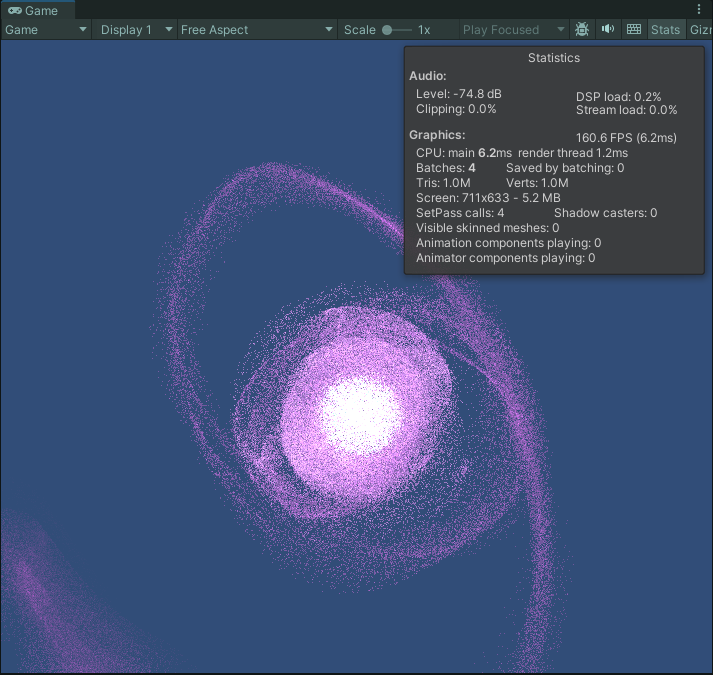 Game
Game Display 1 Free Aspect Scale 1x Play Focused Stats Giz
Statistics
Audio:
Level: -74.8 dB DSP load: 0.2%
Clipping: 0.0% Stream load: 0.0%
Graphics: 160.6 FPS (6.2ms)
CPU: main 6.2ms render thread 1.2ms
Batches: 4 Saved by batching: 0
Tris: 1.0M Verts: 1.0M
Screen: 711x633 - 5.2 MB
SetPass calls: 4 Shadow casters: 0
Visible skinned meshes: 0
Animation components playing: 0
Animator components playing: 0